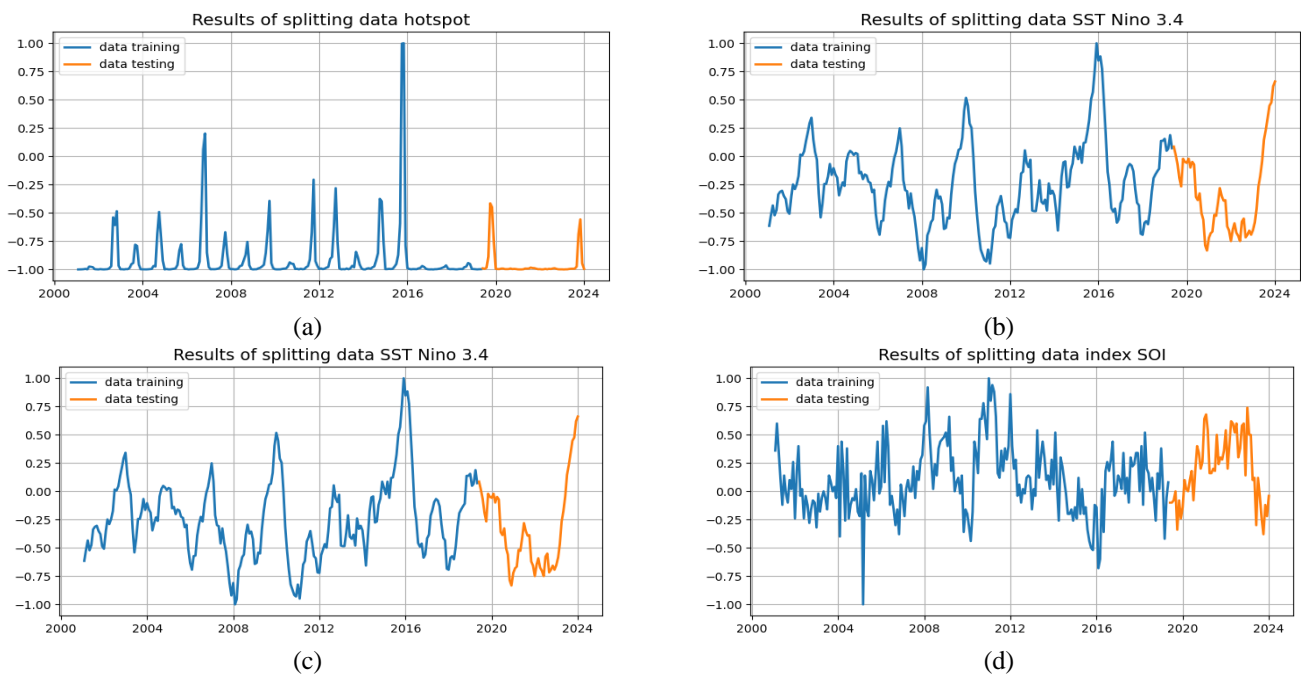 Results of splitting data hotspot
data training
data testing
1.00
0.75
0.50
0.25
0.00
−0.25
−0.50
−0.75
−1.00
2000 2004 2008 2012 2016 2020 2024
(a)
Results of splitting data SST Nino 3.4
data training
data testing
1.00
0.75
0.50
0.25
0.00
−0.25
−0.50
−0.75
−1.00
2000 2004 2008 2012 2016 2020 2024
(b)
Results of splitting data SST Nino 3.4
data training
data testing
1.00
0.75
0.50
0.25
0.00
−0.25
−0.50
−0.75
−1.00
2000 2004 2008 2012 2016 2020 2024
(c)
Results of splitting data index SOI
data training
data testing
1.00
0.75
0.50
0.25
0.00
−0.25
−0.50
−0.75
−1.00
2000 2004 2008 2012 2016 2020 2024
(d)